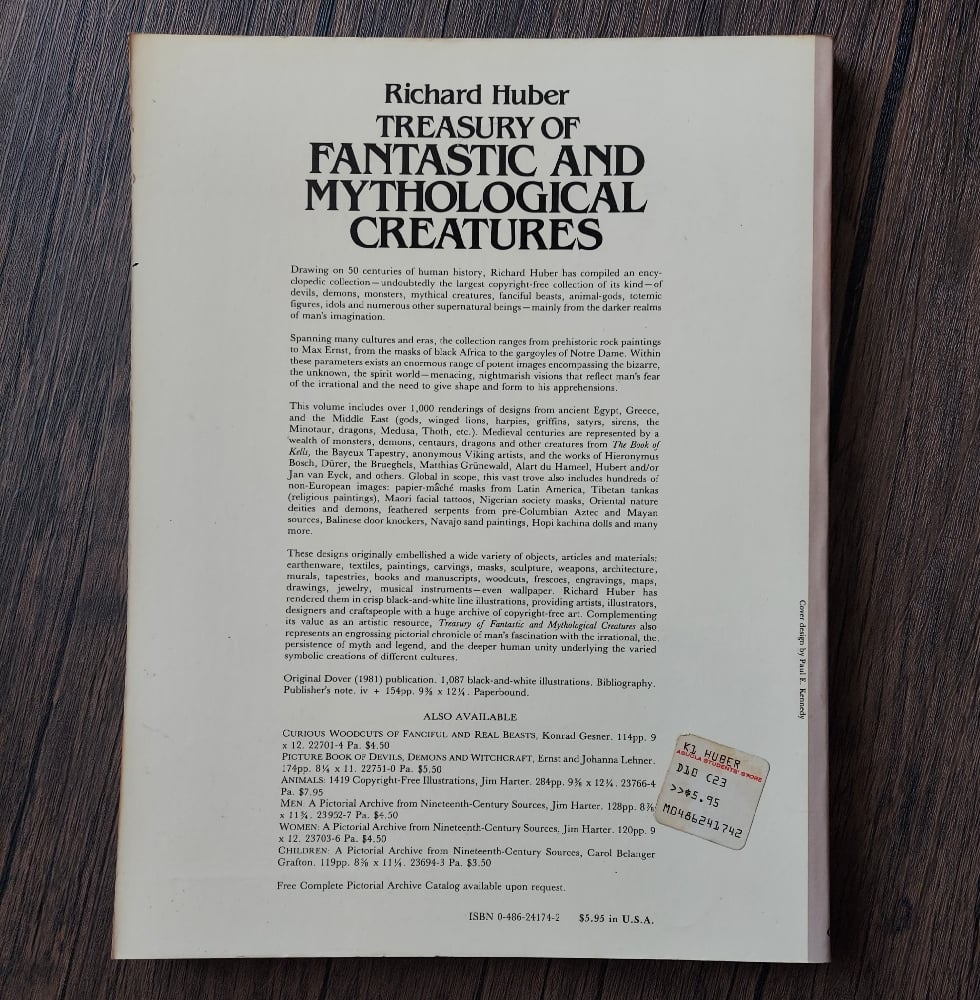 Richard Huber
TREASURY OF
FANTASTIC AND
MYTHOLOGICAL
CREATURES
Drawing on 50 centuries of human history, Richard Huber has compiled an ency-
clopedic collection—undoubtedly the largest copyright-free collection of its kind—of
devils, demons, monsters, mythical creatures, fanciful beasts, animal-gods, totemic
figures, idols and numerous other supernatural beings—mainly from the darker realms
of man's imagination.
Spanning many cultures and eras, the collection ranges from prehistoric rock paintings
to Max Ernst, from the masks of black Africa to the gargoyles of Notre Dame. Within
these parameters exists an enormous range of potent images encompassing the bizarre,
the unknown, the spirit world—menacing, nightmarish visions that reflect man's fear
of the irrational and the need to give shape and form to his apprehensions.
This volume includes over 1,000 renderings of designs from ancient Egypt, Greece,
and the Middle East (gods, winged lions, harpies, griffins, satyrs, sirens, the
Minotaur, dragons, Medusa, Thoth, etc.). Medieval centuries are represented by a
wealth of monsters, demons, centaurs, dragons and other creatures from The Book of
Kells, the Bayeux Tapestry, anonymous Viking artists, and the works of Hieronymus
Bosch, Dürer, the Brueghels, Matthias Grünewald, Alart du Hameel, Hubert and/or
Jan van Eyck, and others. Global in scope, this vast trove also includes hundreds of
non-European images: papier-mâché masks from Latin America, Tibetan tankas
(religious paintings), Maori facial tattoos, Nigerian society masks, Oriental nature
deities and demons, feathered serpents from pre-Columbian Aztec and Mayan
sources, Balinese door knockers, Navajo sand paintings, Hopi kachina dolls and many
more.
These designs originally embellished a wide variety of objects, articles and materials:
earthenware, textiles, paintings, carvings, masks, sculpture, weapons, architecture,
murals, tapestries, books and manuscripts, woodcuts, frescoes, engravings, maps,
drawings, jewelry, musical instruments—even wallpaper. Richard Huber has
rendered them in crisp black-and-white line illustrations, providing artists, illustrators,
designers and craftspeople with a huge archive of copyright-free art. Complementing
its value as an artistic resource, Treasury of Fantastic and Mythological Creatures also
represents an engrossing pictorial chronicle of man's fascination with the irrational, the
persistence of myth and legend, and the deeper human unity underlying the varied
symbolic creations of different cultures.
Original Dover (1981) publication. 1,087 black-and-white illustrations. Bibliography.
Publisher's note. iv + 154pp. 9⅜ x 12¼. Paperbound.
ALSO AVAILABLE
CURIOUS WOODCUTS OF FANCIFUL AND REAL BEASTS, Konrad Gesner. 114pp. 9
x 12. 22701-4 Pa. $4.50
PICTURE BOOK OF DEVILS, DEMONS AND WITCHCRAFT, Ernst and Johanna Lehner.
174pp. 8¼ x 11. 22751-0 Pa. $5.50
ANIMALS: 1419 Copyright-Free Illustrations, Jim Harter. 284pp. 9⅜ x 12¼. 23766-4
Pa. $7.95
MEN: A Pictorial Archive from Nineteenth-Century Sources, Jim Harter. 128pp. 8⅜
x 11¾. 23952-7 Pa. $4.50
WOMEN: A Pictorial Archive from Nineteenth-Century Sources, Jim Harter. 120pp. 9
x 12. 23703-6 Pa. $4.50
CHILDREN: A Pictorial Archive from Nineteenth-Century Sources, Carol Belanger
Grafton. 119pp. 8⅜ x 11¼. 23694-3 Pa. $3.50
Free Complete Pictorial Archive Catalog available upon request.
ISBN 0-486-24174-2 $5.95 in U.S.A.
Cover design by Paul E. Kennedy
K1 HUBER
ASUCLA STUDENTS' STORE
D10 C23
>>$5.95
M0486241742